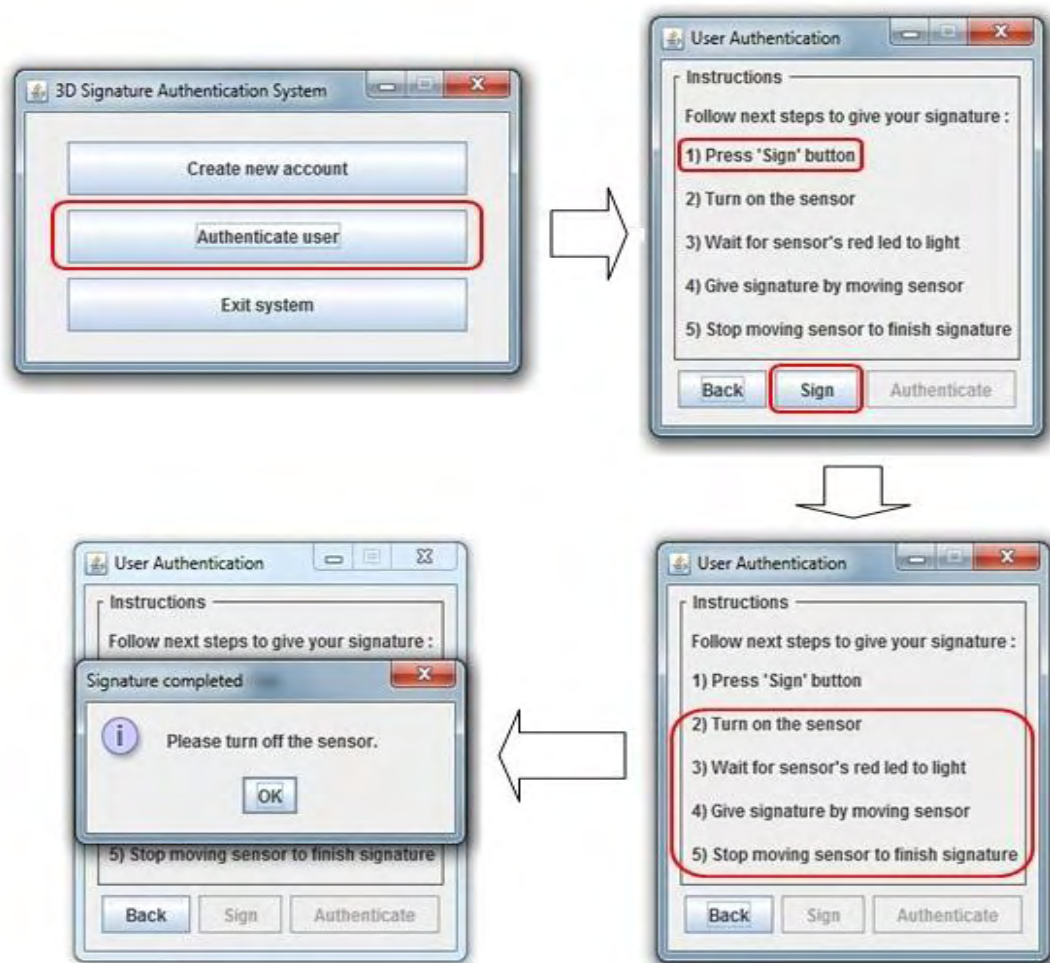 3D Signature Authentication System
Create new account
Authenticate user
Exit system
User Authentication
Instructions
Follow next steps to give your signature :
1) Press 'Sign' button
2) Turn on the sensor
3) Wait for sensor's red led to light
4) Give signature by moving sensor
5) Stop moving sensor to finish signature
Back Sign Authenticate
User Authentication
Instructions
Follow next steps to give your signature :
1) Press 'Sign' button
2) Turn on the sensor
3) Wait for sensor's red led to light
4) Give signature by moving sensor
5) Stop moving sensor to finish signature
Back Sign Authenticate
User Authentication
Instructions
Follow next steps to give your signature :
Signature completed
i
Please turn off the sensor.
OK
5) Stop moving sensor to finish signature
Back Sign Authenticate